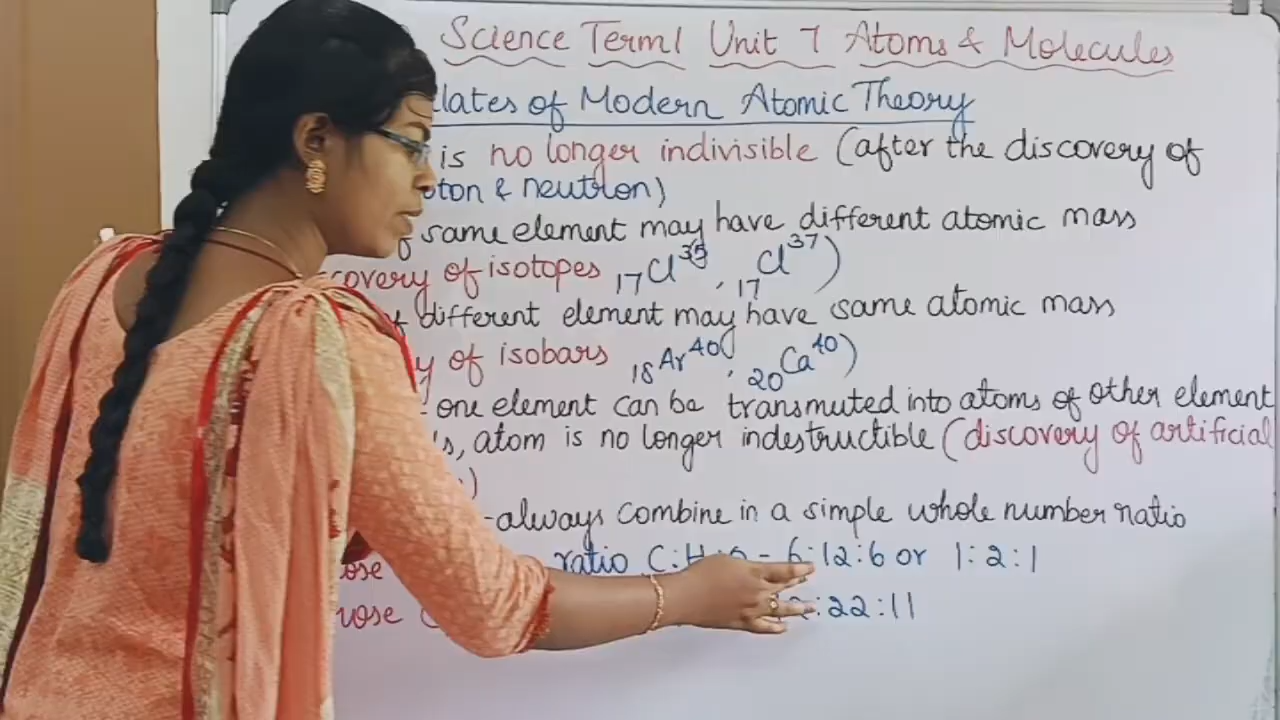 Science Term1 Unit 7 Atoms & Molecules
lates of Modern Atomic Theory
is no longer indivisible (after the discovery of
oton & neutron)
f same element may have different atomic mass
covery of isotopes ₁₇Cl³⁵, ₁₇Cl³⁷)
f different element may have same atomic mass
y of isobars ₁₈Ar⁴⁰, ₂₀Ca⁴⁰)
one element can be transmuted into atoms of other element
s, atom is no longer indestructible (discovery of artificial
)
-always combine in a simple whole number ratio
ose ratio C:H:O - 6:12:6 or 1:2:1
rose :22:11